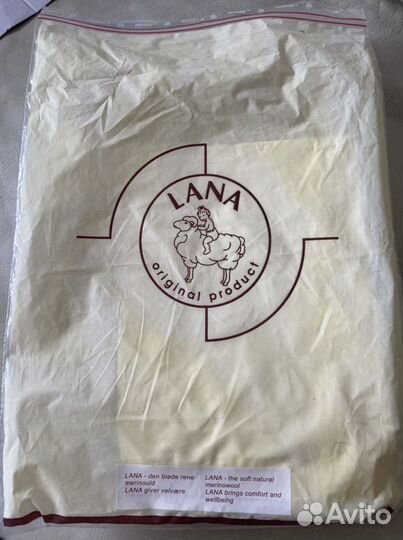 LANA
original product
LANA - den bløde rene
merinould
LANA giver velvære
LANA - the soft natural
merinowool
LANA brings comfort and
wellbeing
Avito